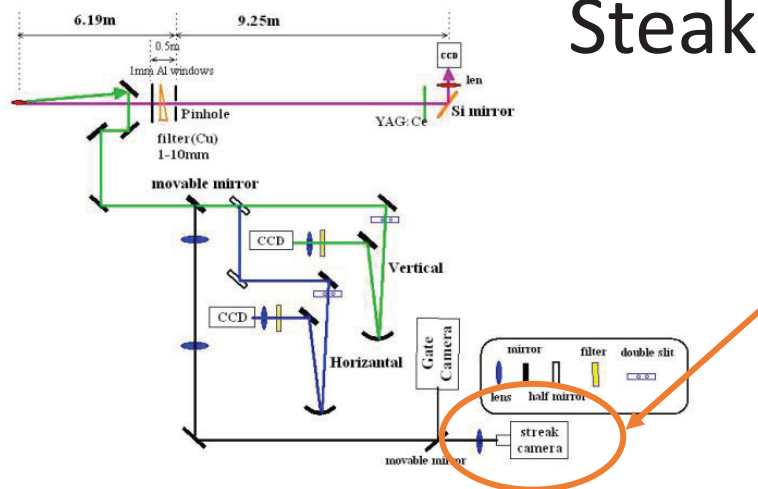 Steak
6.19m
9.25m
0.5m
1mm Al windows
CCD
len
Pinhole
YAG:Ce
Si mirror
filter(Cu)
1-10mm
movable mirror
CCD
Vertical
CCD
Horizantal
Gate
Camera
mirror
filter
double slit
lens
half mirror
streak
camera
movable mirror